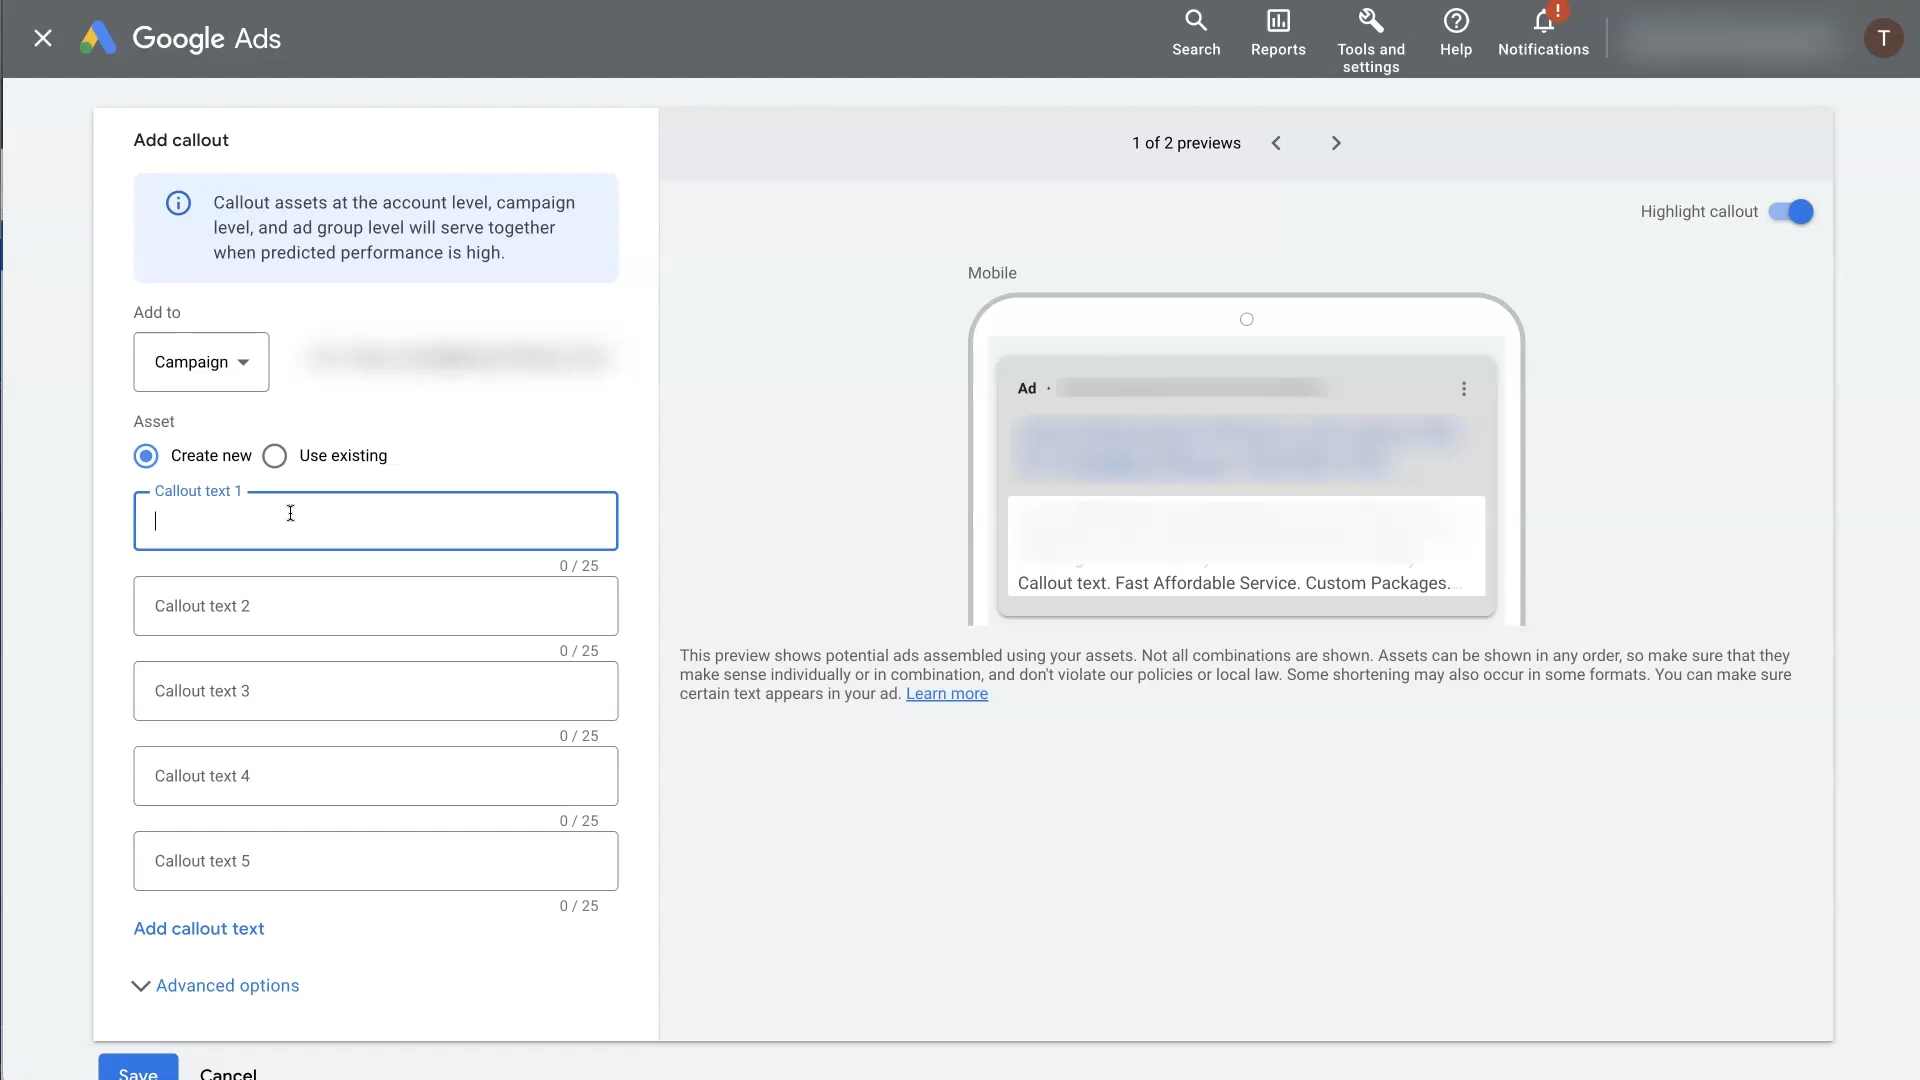 Google Ads
Search
Reports
Tools and
settings
Help
!
Notifications
T
Add callout
Callout assets at the account level, campaign
level, and ad group level will serve together
when predicted performance is high.
Add to
Campaign
Asset
Create new
Use existing
Callout text 1
0 / 25
Callout text 2
0 / 25
Callout text 3
0 / 25
Callout text 4
0 / 25
Callout text 5
0 / 25
Add callout text
Advanced options
Save
Cancel
1 of 2 previews
Highlight callout
Mobile
Ad ·
Callout text. Fast Affordable Service. Custom Packages....
This preview shows potential ads assembled using your assets. Not all combinations are shown. Assets can be shown in any order, so make sure that they
make sense individually or in combination, and don't violate our policies or local law. Some shortening may also occur in some formats. You can make sure
certain text appears in your ad. Learn more